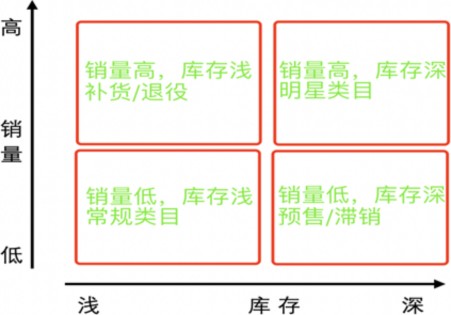 高
销
量
低
销量高，库存浅
补货/退役
销量高，库存深
明星类目
销量低，库存浅
常规类目
销量低，库存深
预售/滞销
浅 库存 深